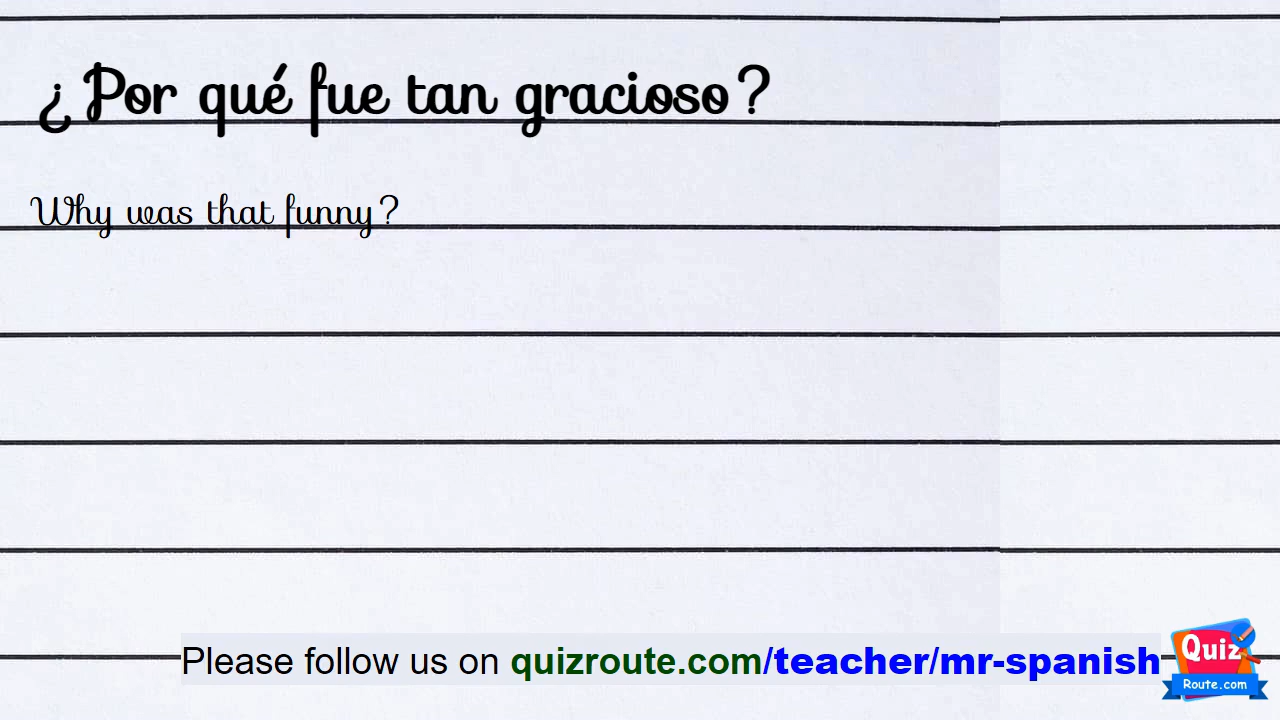 ¿Por qué fue tan gracioso?
Why was that funny?
Please follow us on quizroute.com/teacher/mr-spanish
Quiz
Route.com